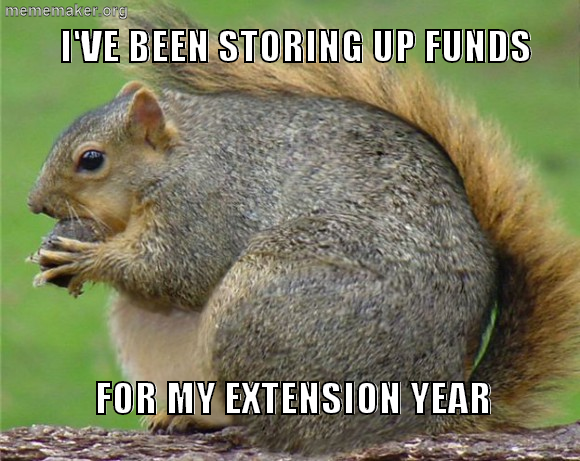 mememaker.org
I'VE BEEN STORING UP FUNDS
FOR MY EXTENSION YEAR